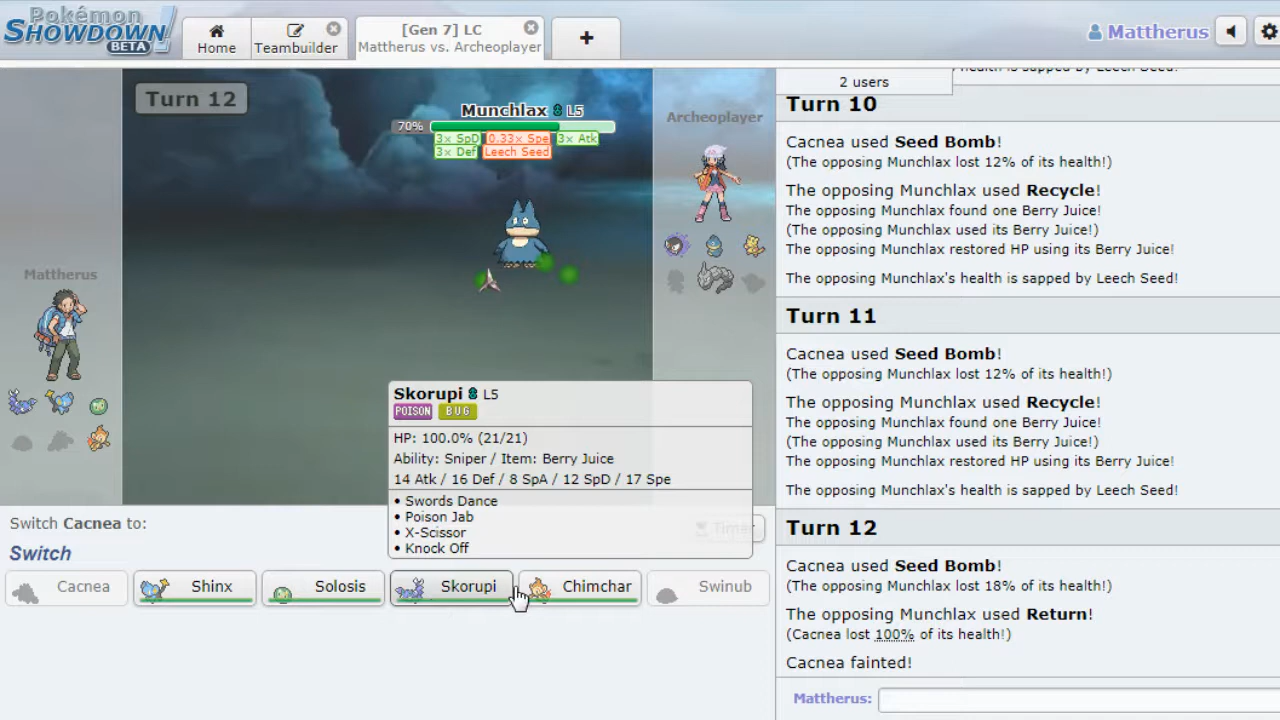 Pokémon
SHOWDOWN!
BETA
Home
Teambuilder
[Gen 7] LC
Mattherus vs. Archeoplayer
+
Mattherus
Turn 12
Munchlax L5
70%
3× SpD 0.33× Spe 3× Atk
3× Def Leech Seed
Mattherus
Archeoplayer
Skorupi L5
POISON BUG
HP: 100.0% (21/21)
Ability: Sniper / Item: Berry Juice
14 Atk / 16 Def / 8 SpA / 12 SpD / 17 Spe
• Swords Dance
• Poison Jab
• X-Scissor
• Knock Off
Switch Cacnea to:
Timer
Switch
Cacnea
Shinx
Solosis
Skorupi
Chimchar
Swinub
2 users
health is sapped by Leech Seed!
Turn 10
Cacnea used Seed Bomb!
(The opposing Munchlax lost 12% of its health!)
The opposing Munchlax used Recycle!
The opposing Munchlax found one Berry Juice!
(The opposing Munchlax used its Berry Juice!)
The opposing Munchlax restored HP using its Berry Juice!
The opposing Munchlax's health is sapped by Leech Seed!
Turn 11
Cacnea used Seed Bomb!
(The opposing Munchlax lost 12% of its health!)
The opposing Munchlax used Recycle!
The opposing Munchlax found one Berry Juice!
(The opposing Munchlax used its Berry Juice!)
The opposing Munchlax restored HP using its Berry Juice!
The opposing Munchlax's health is sapped by Leech Seed!
Turn 12
Cacnea used Seed Bomb!
(The opposing Munchlax lost 18% of its health!)
The opposing Munchlax used Return!
(Cacnea lost 100% of its health!)
Cacnea fainted!
Mattherus: